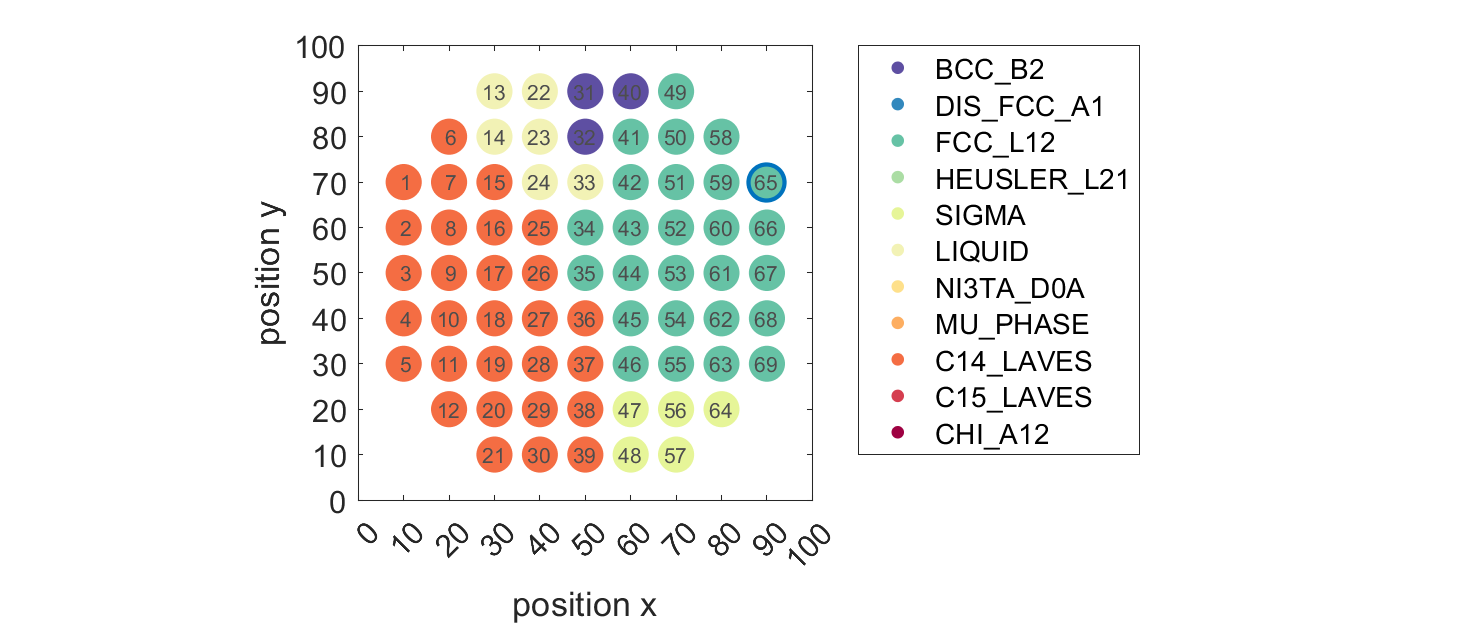 100
90
80
70
60
50
40
30
20
10
0
position y
13 22 31 40 49
6 14 23 32 41 50 58
1 7 15 24 33 42 51 59 65
2 8 16 25 34 43 52 60 66
3 9 17 26 35 44 53 61 67
4 10 18 27 36 45 54 62 68
5 11 19 28 37 46 55 63 69
12 20 29 38 47 56 64
21 30 39 48 57
0 10 20 30 40 50 60 70 80 90 100
position x
BCC_B2
DIS_FCC_A1
FCC_L12
HEUSLER_L21
SIGMA
LIQUID
NI3TA_D0A
MU_PHASE
C14_LAVES
C15_LAVES
CHI_A12